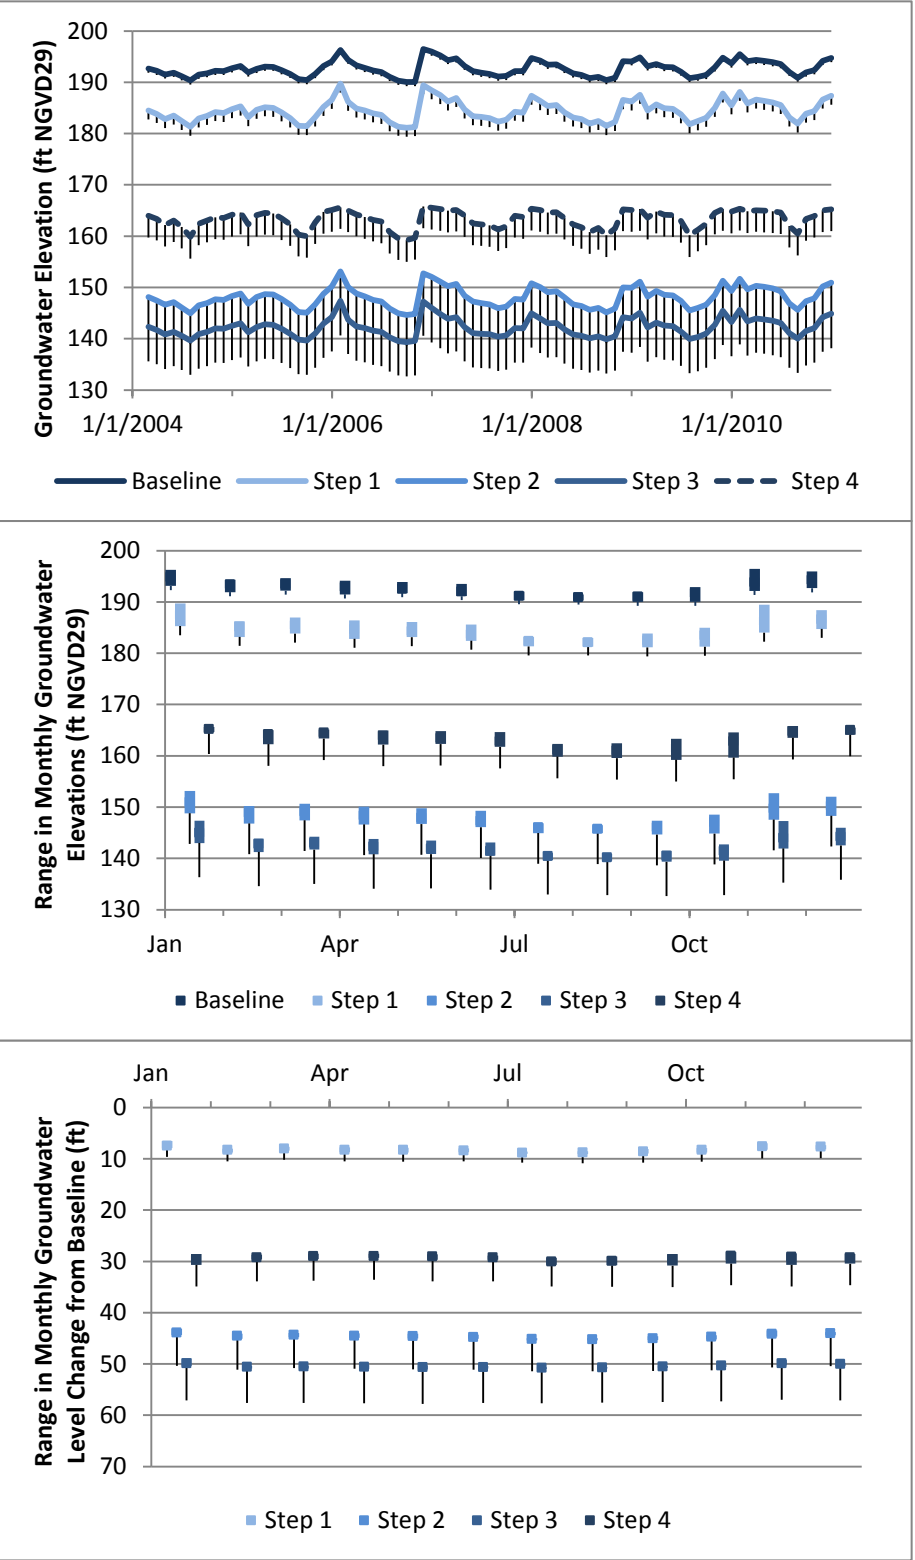 Groundwater Elevation (ft NGVD29)
200
190
180
170
160
150
140
130
1/1/2004 1/1/2006 1/1/2008 1/1/2010
Baseline Step 1 Step 2 Step 3 Step 4
Range in Monthly Groundwater
Elevations (ft NGVD29)
200
190
180
170
160
150
140
130
Jan Apr Jul Oct
Baseline Step 1 Step 2 Step 3 Step 4
Range in Monthly Groundwater
Level Change from Baseline (ft)
Jan Apr Jul Oct
0
10
20
30
40
50
60
70
Step 1 Step 2 Step 3 Step 4